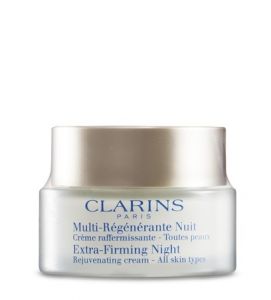 CLARINS
PARIS
Multi-Régénérante Nuit
Crème raffermissante – Toutes peaux
Extra-Firming Night
Rejuvenating cream – All skin types